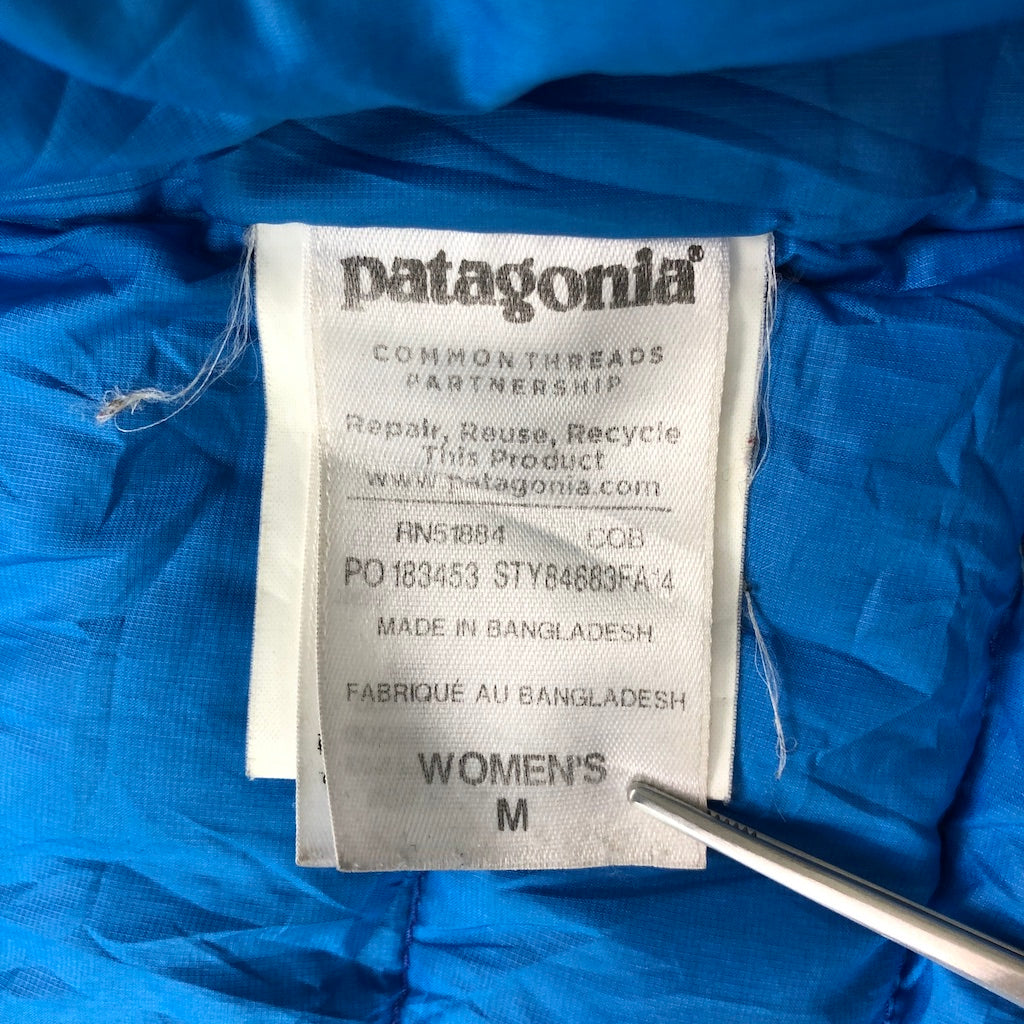 patagonia®
COMMON THREADS
PARTNERSHIP
Repair, Reuse, Recycle
This Product
www.patagonia.com
RN51884 COB
PO 183453 STY84683FA14
MADE IN BANGLADESH
FABRIQUÉ AU BANGLADESH
WOMEN'S
M